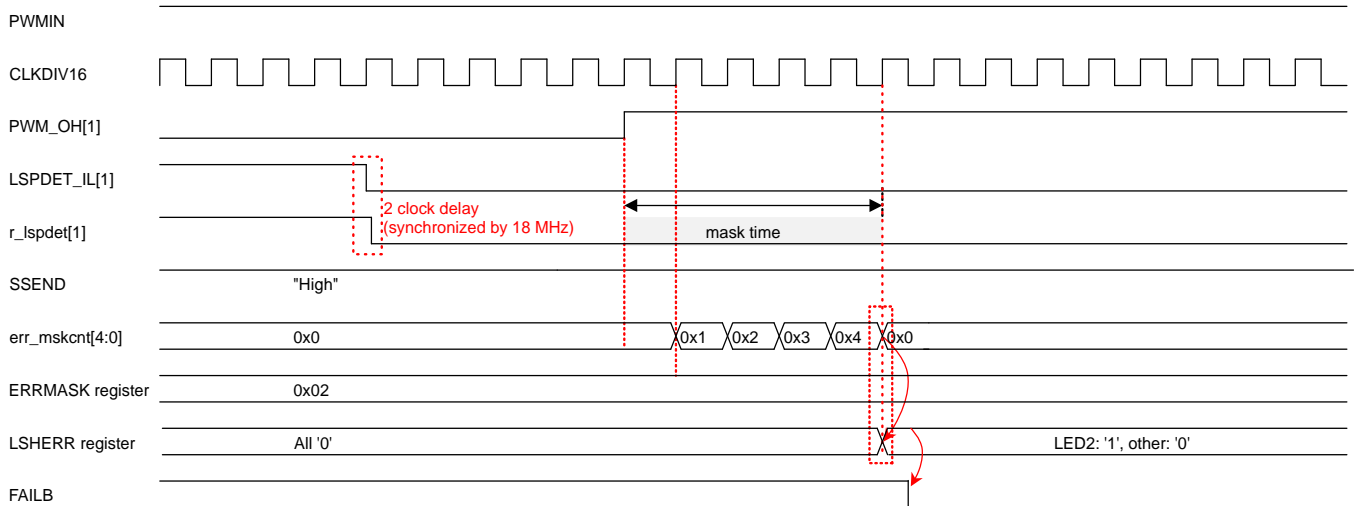 PWMIN
CLKDIV16
PWM_OH[1]
LSPDET_IL[1]
2 clock delay
(synchronized by 18 MHz)
r_lspdet[1]
mask time
SSEND
"High"
err_mskcnt[4:0]
0x0
0x1
0x2
0x3
0x4
0x0
ERRMASK register
0x02
LSHERR register
All '0'
LED2: '1', other: '0'
FAILB